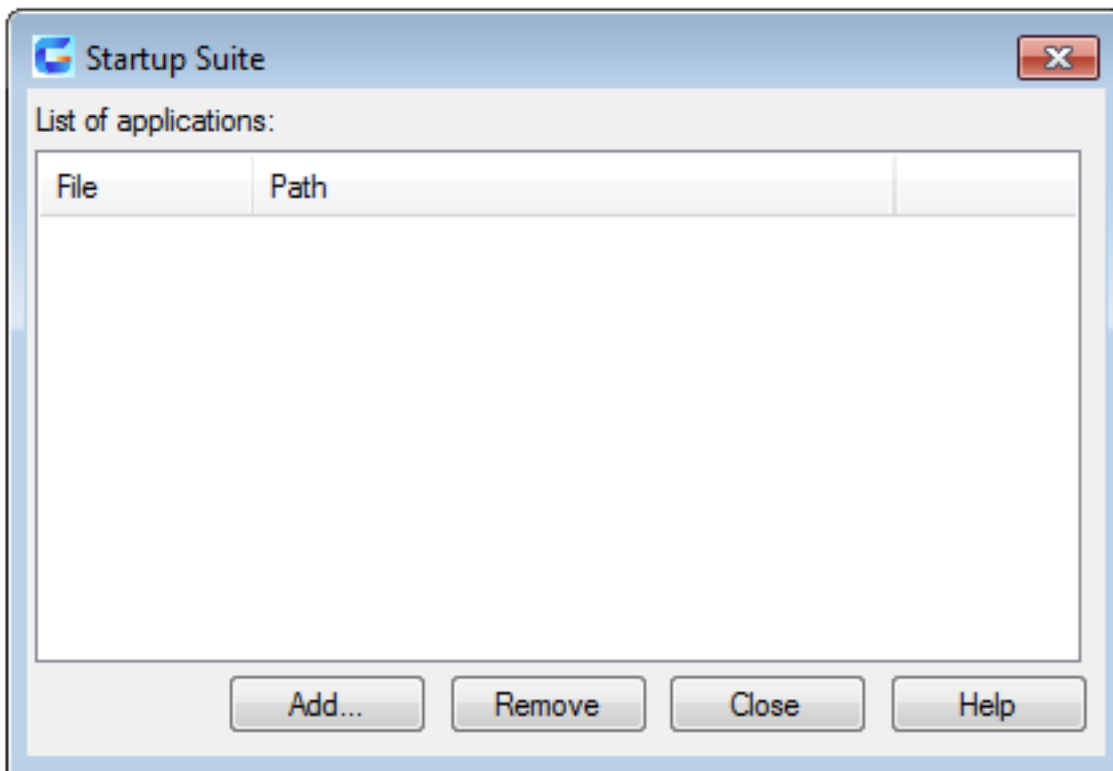 Startup Suite
List of applications:
File Path
Add... Remove Close Help